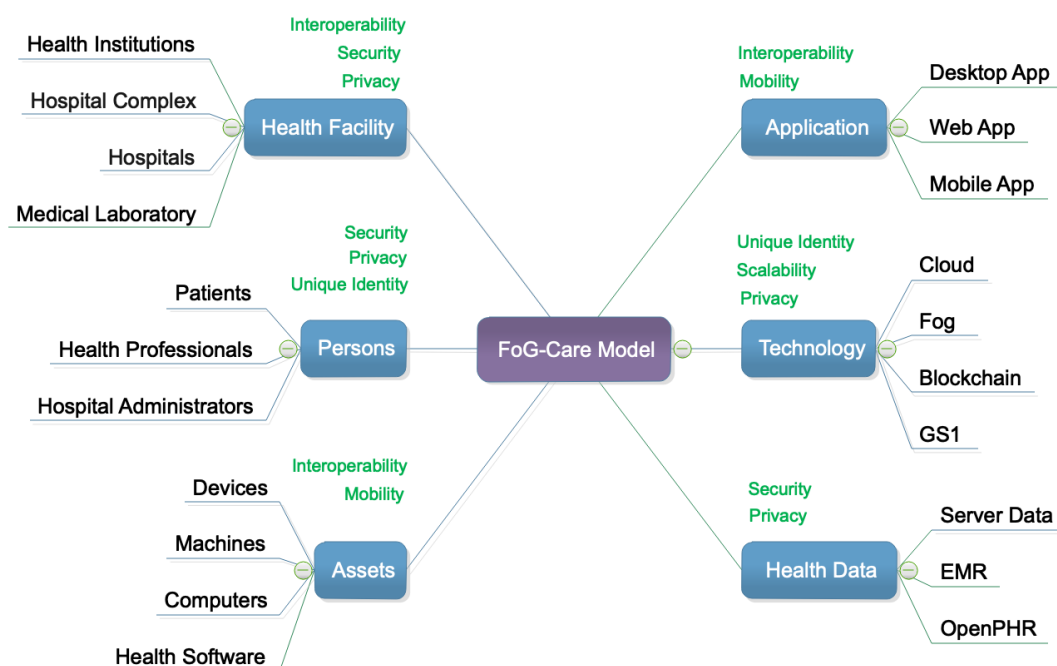 Interoperability
Security
Privacy
Health Institutions
Hospital Complex
Hospitals
Medical Laboratory
Health Facility
Security
Privacy
Unique Identity
Patients
Health Professionals
Hospital Administrators
Persons
Interoperability
Mobility
Devices
Machines
Computers
Health Software
Assets
FoG-Care Model
Interoperability
Mobility
Application
Desktop App
Web App
Mobile App
Unique Identity
Scalability
Privacy
Technology
Cloud
Fog
Blockchain
GS1
Security
Privacy
Health Data
Server Data
EMR
OpenPHR